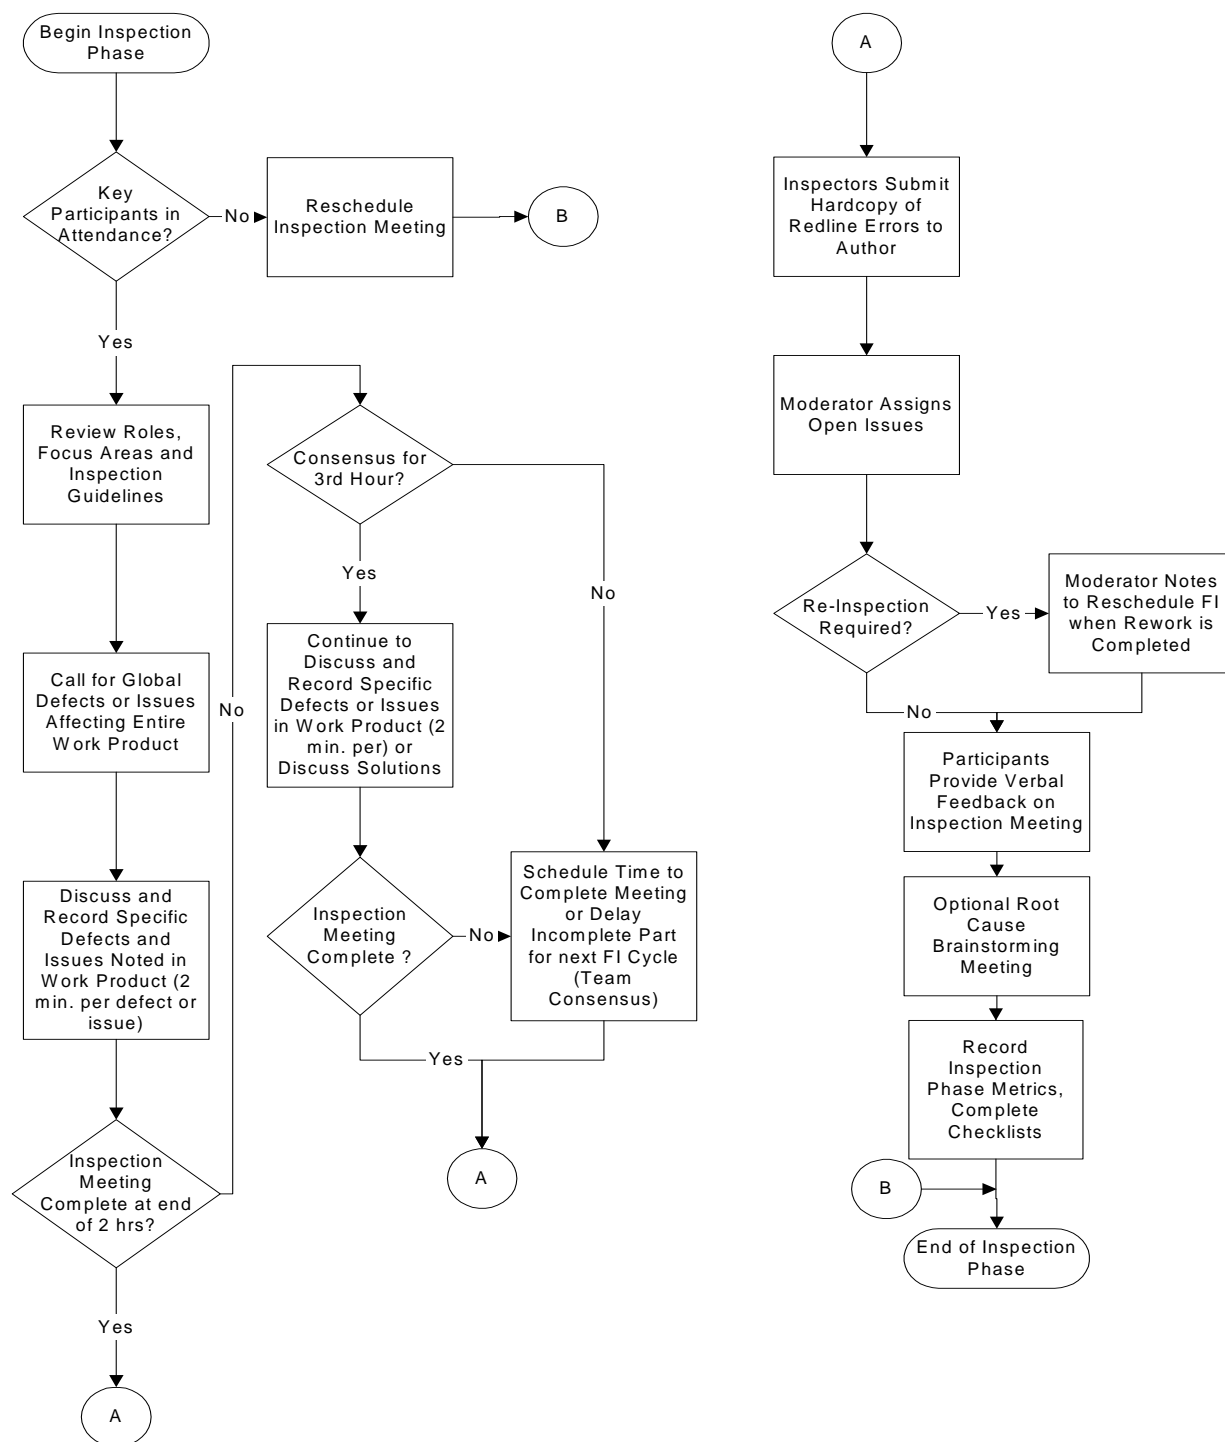 Begin Inspection
Phase
Key
Participants in
Attendance?
No
Reschedule
Inspection Meeting
B
Yes
Review Roles,
Focus Areas and
Inspection
Guidelines
Call for Global
Defects or Issues
Affecting Entire
Work Product
Discuss and
Record Specific
Defects and
Issues Noted in
Work Product (2
min. per defect or
issue)
Inspection
Meeting
Complete at end
of 2 hrs?
Yes
A
No
Consensus for
3rd Hour?
Yes
No
Continue to
Discuss and
Record Specific
Defects or Issues
in Work Product (2
min. per) or
Discuss Solutions
Inspection
Meeting
Complete ?
No
Schedule Time to
Complete Meeting
or Delay
Incomplete Part
for next FI Cycle
(Team
Consensus)
Yes
A
A
Inspectors Submit
Hardcopy of
Redline Errors to
Author
Moderator Assigns
Open Issues
Re-Inspection
Required?
Yes
Moderator Notes
to Reschedule FI
when Rework is
Completed
No
Participants
Provide Verbal
Feedback on
Inspection Meeting
Optional Root
Cause
Brainstorming
Meeting
Record
Inspection
Phase Metrics,
Complete
Checklists
B
End of Inspection
Phase